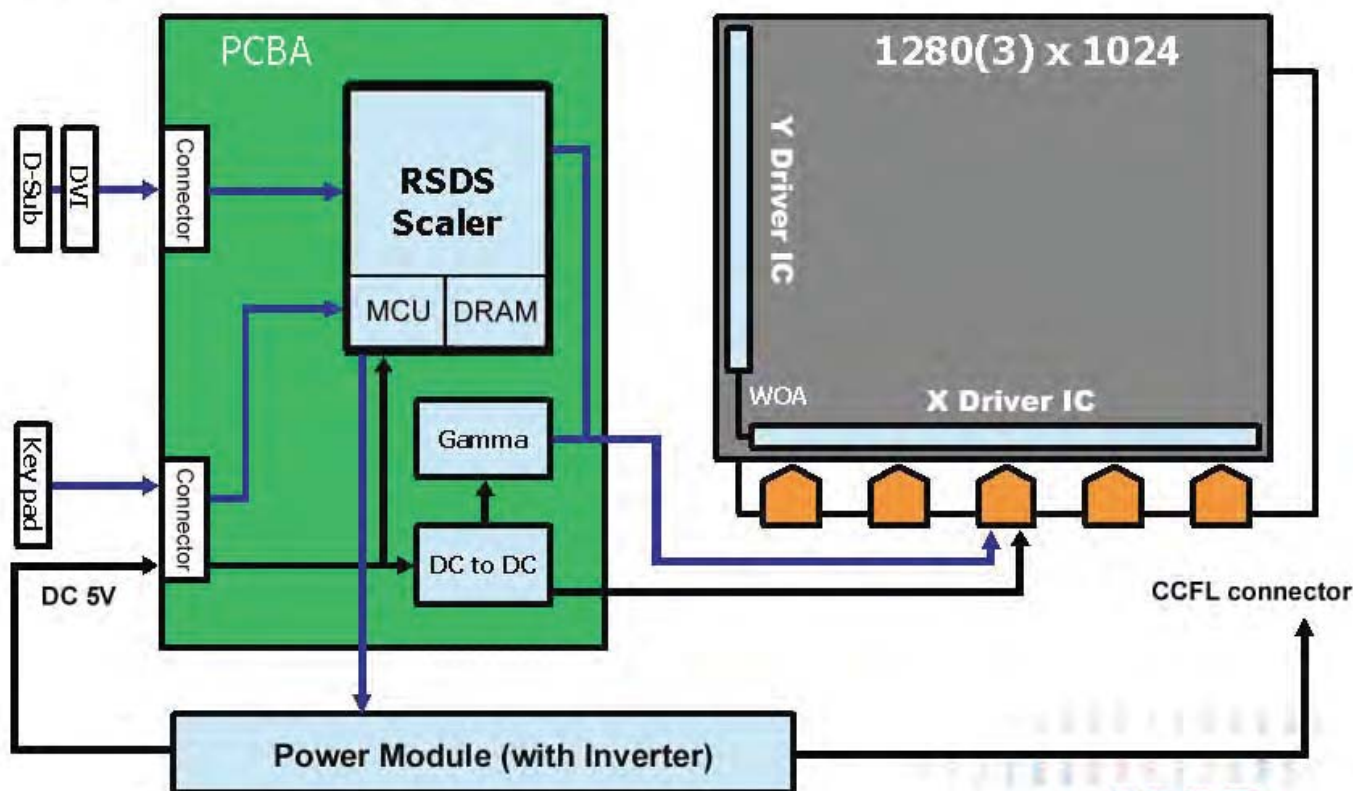 PCBA
1280(3) x 1024
D-Sub
DVI
Connector
RSDS
Scaler
MCU
DRAM
Y Driver IC
WOA
X Driver IC
Gamma
Key pad
Connector
DC to DC
DC 5V
CCFL connector
Power Module (with Inverter)